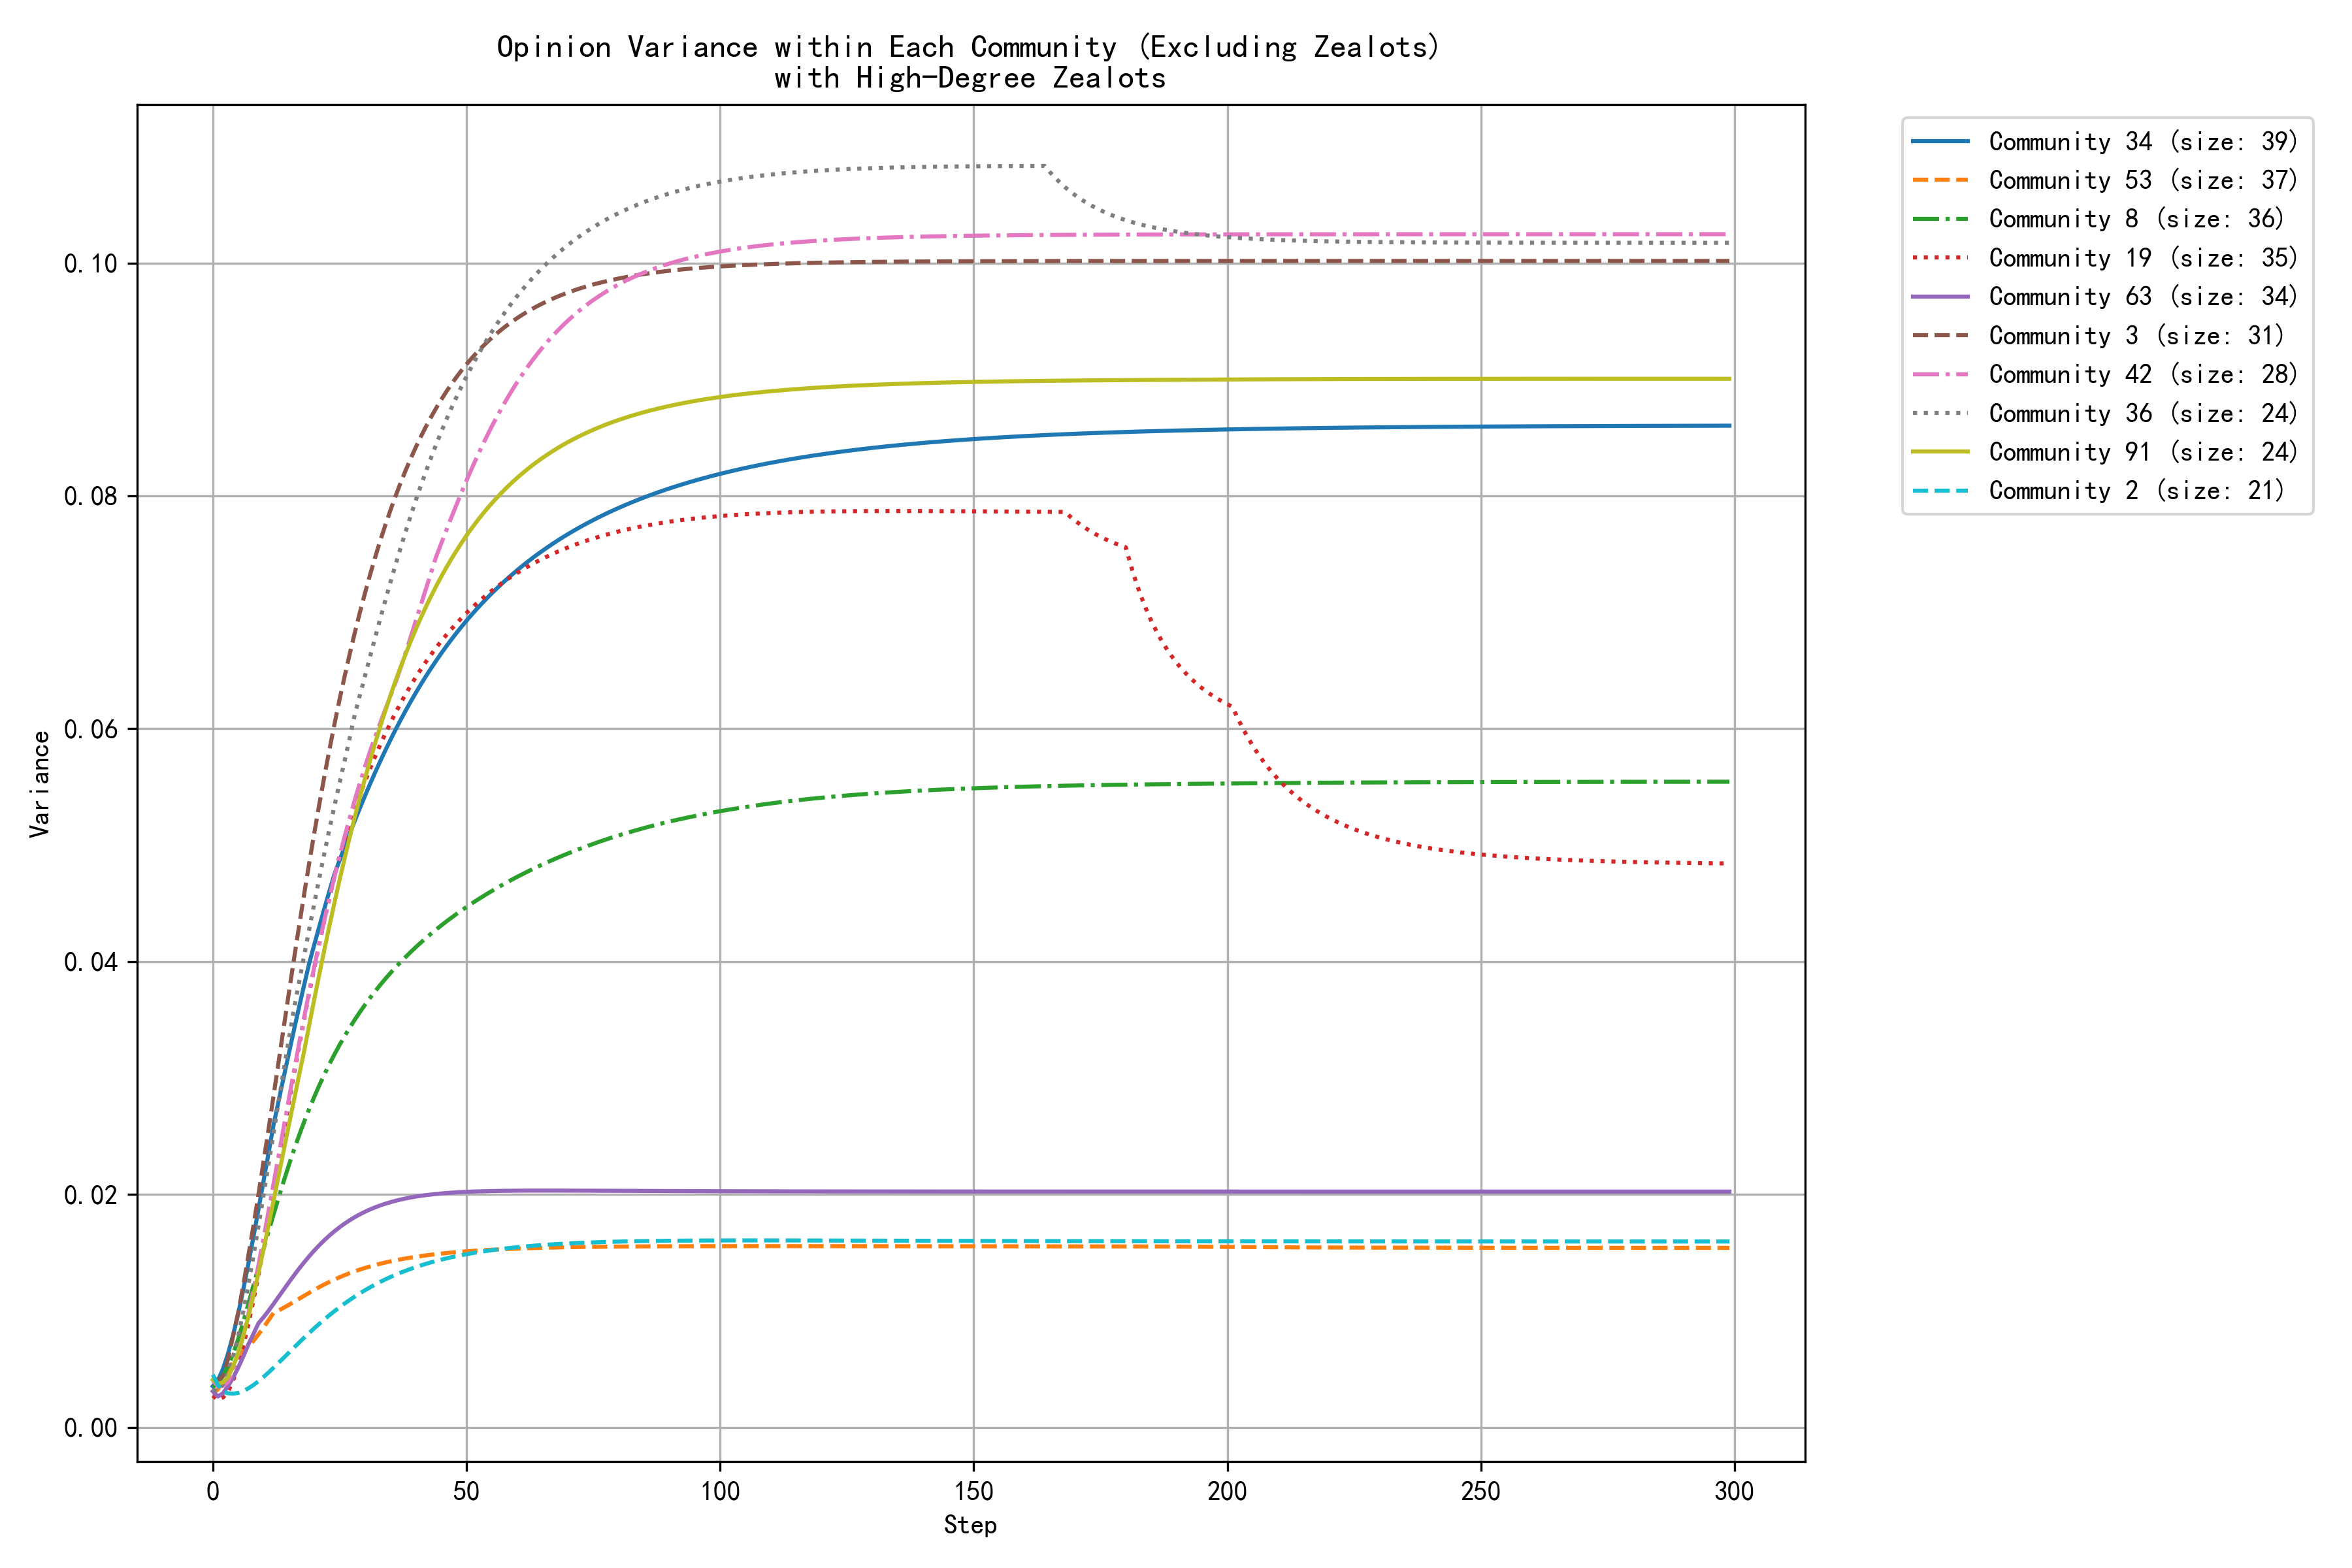 Opinion Variance within Each Community (Excluding Zealots)
with High-Degree Zealots
Community 34 (size: 39)
Community 53 (size: 37)
Community 8 (size: 36)
Community 19 (size: 35)
Community 63 (size: 34)
Community 3 (size: 31)
Community 42 (size: 28)
Community 36 (size: 24)
Community 91 (size: 24)
Community 2 (size: 21)
Variance
0.10
0.08
0.06
0.04
0.02
0.00
0
50
100
150
200
250
300
Step